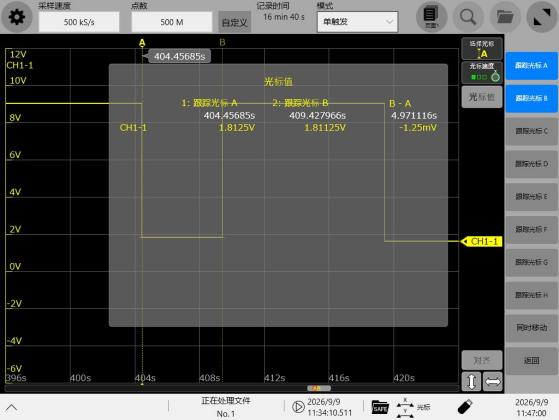 采样速度
点数
记录时间
模式
500 kS/s
500 M
自定义
16 min 40 s
单触发
页面1
A
B
404.45685s
12V
CH1-1
10V
8V
6V
4V
2V
0V
-2V
-4V
-6V
396s
400s
404s
408s
412s
416s
420s
光标值
1: 跟踪光标 A
2: 跟踪光标 B
B - A
404.45685s
409.427966s
4.971116s
CH1-1
1.8125V
1.81125V
-1.25mV
CH1-1
AB
选择光标
A
光标速度
光标值
对齐
跟踪光标 A
跟踪光标 B
跟踪光标 C
跟踪光标 D
跟踪光标 E
跟踪光标 F
跟踪光标 G
跟踪光标 H
同时移动
返回
正在处理文件
No. 1
2026/9/9
11:34:10.511
SAFE
X
Y
光标
2026/9/9
11:47:00